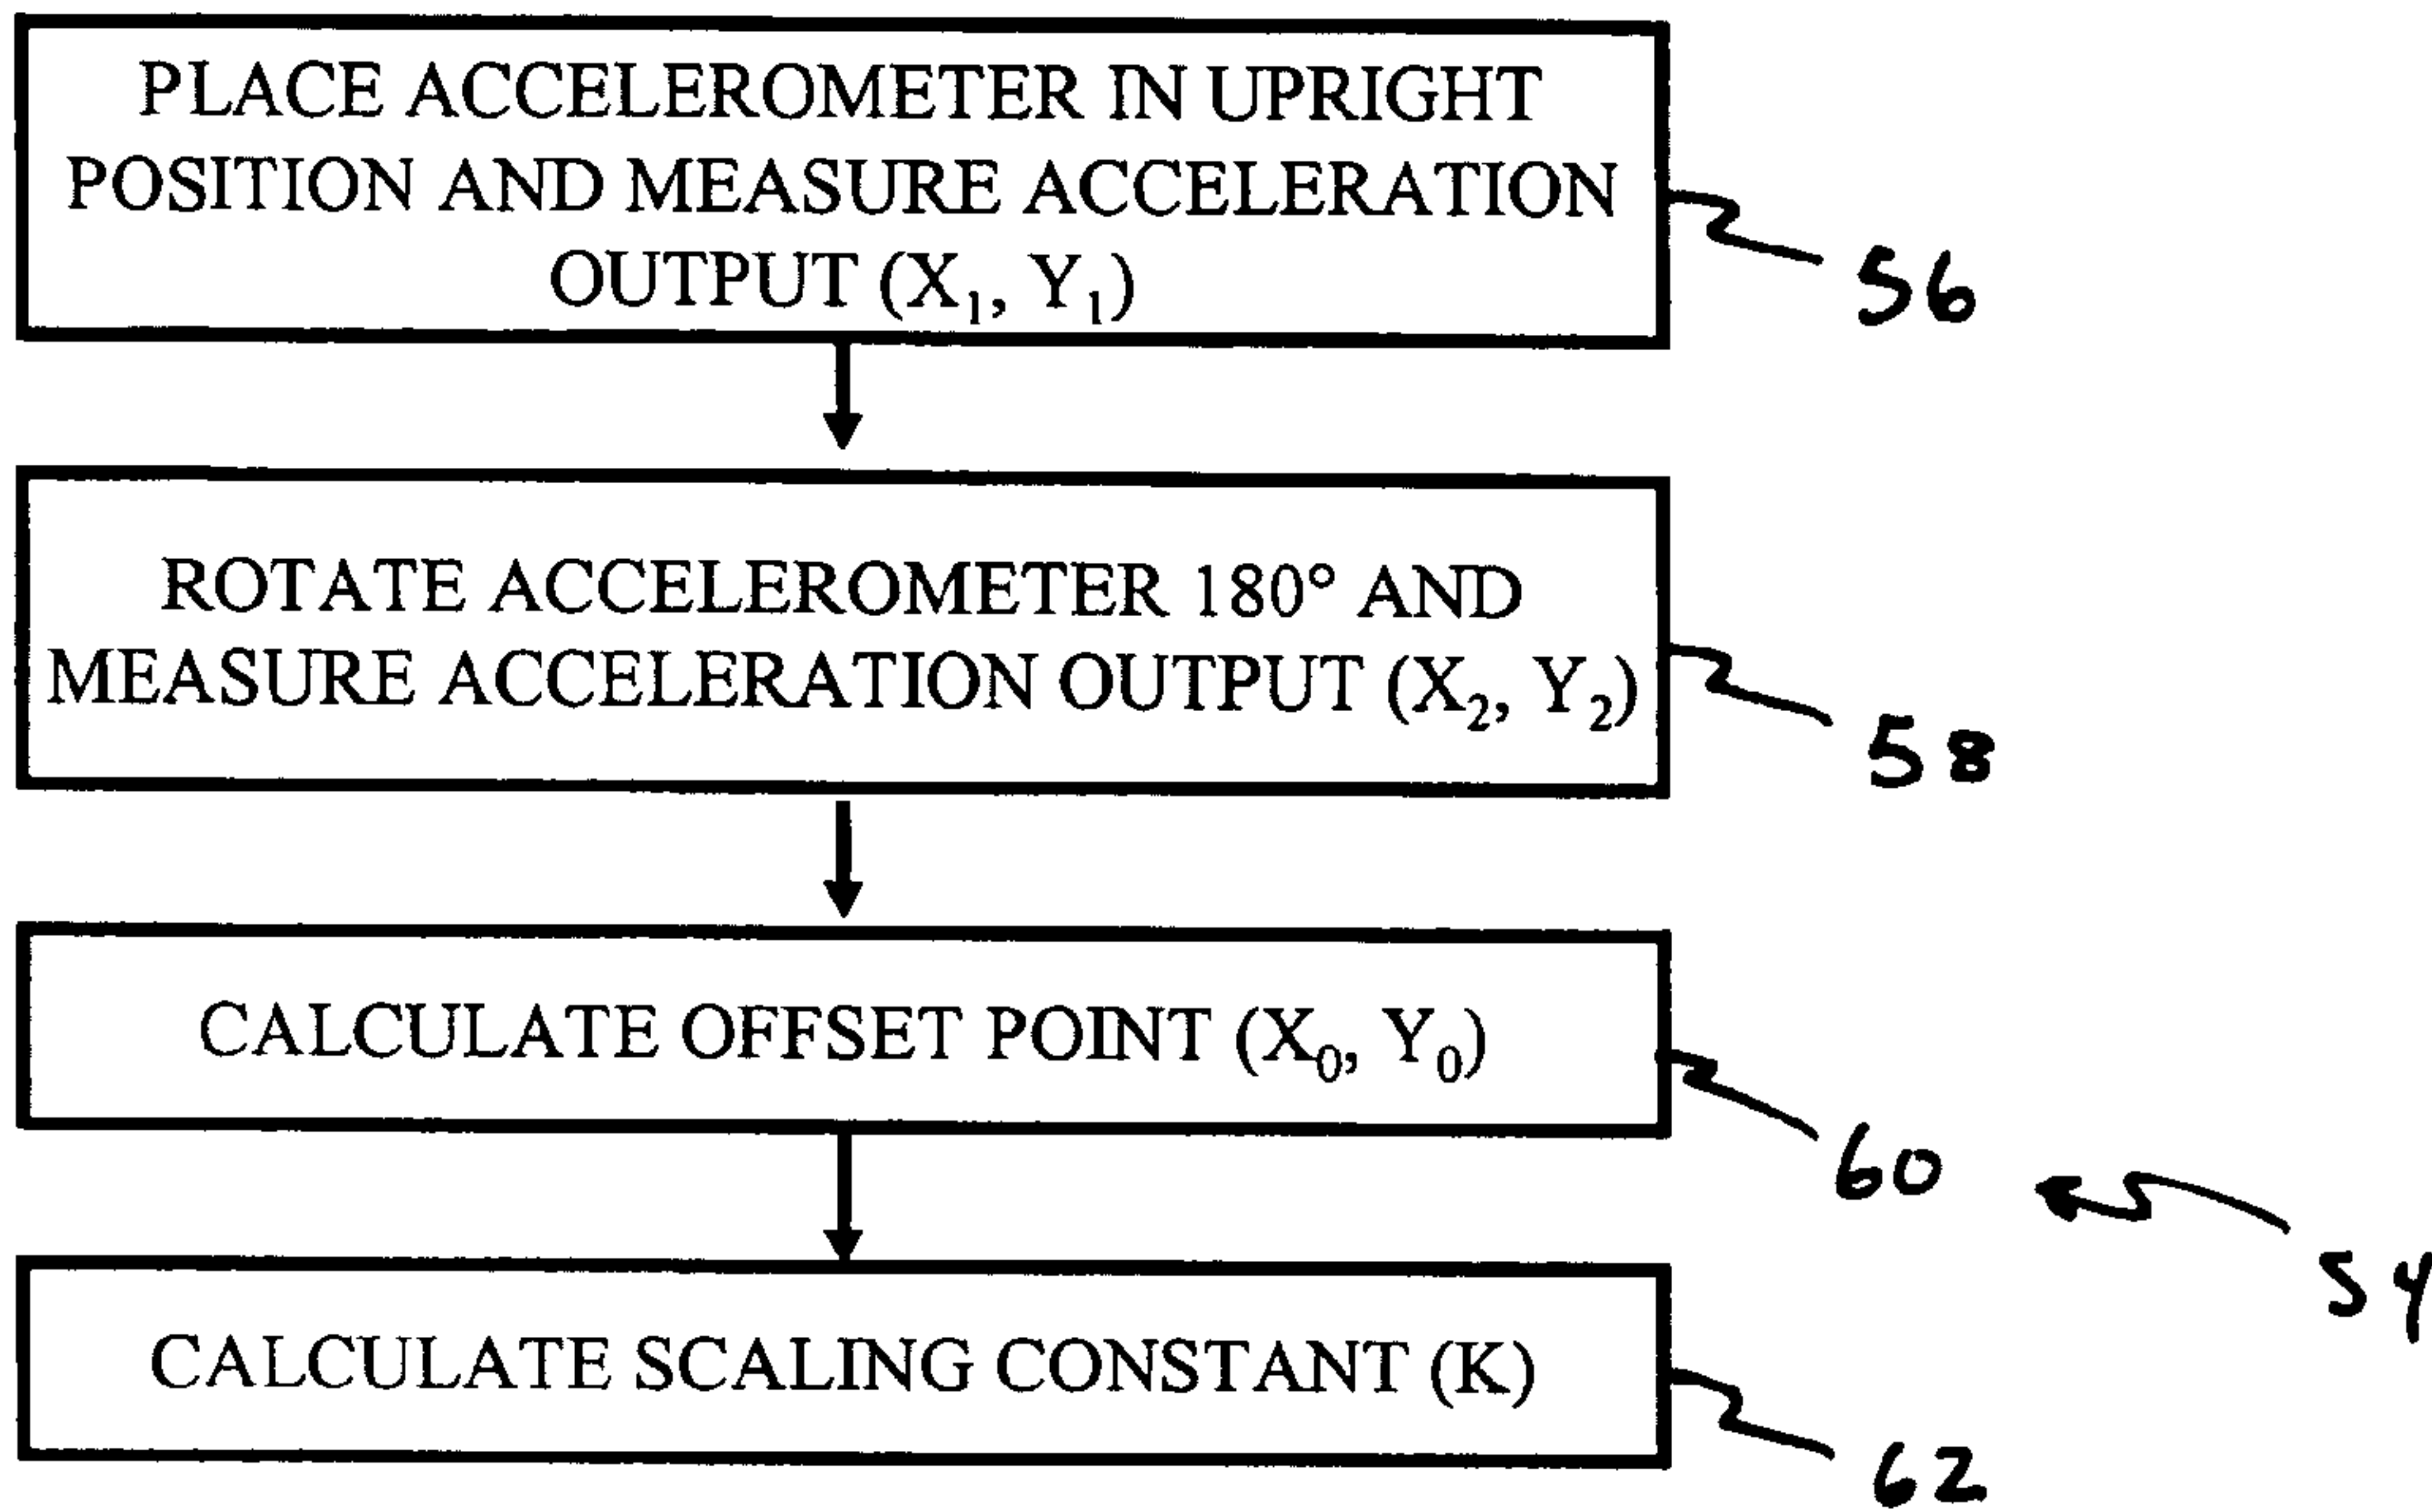 PLACE ACCELEROMETER IN UPRIGHT
POSITION AND MEASURE ACCELERATION
OUTPUT (X₁, Y₁)
56
ROTATE ACCELEROMETER 180° AND
MEASURE ACCELERATION OUTPUT (X₂, Y₂)
58
CALCULATE OFFSET POINT (X₀, Y₀)
60
54
CALCULATE SCALING CONSTANT (K)
62